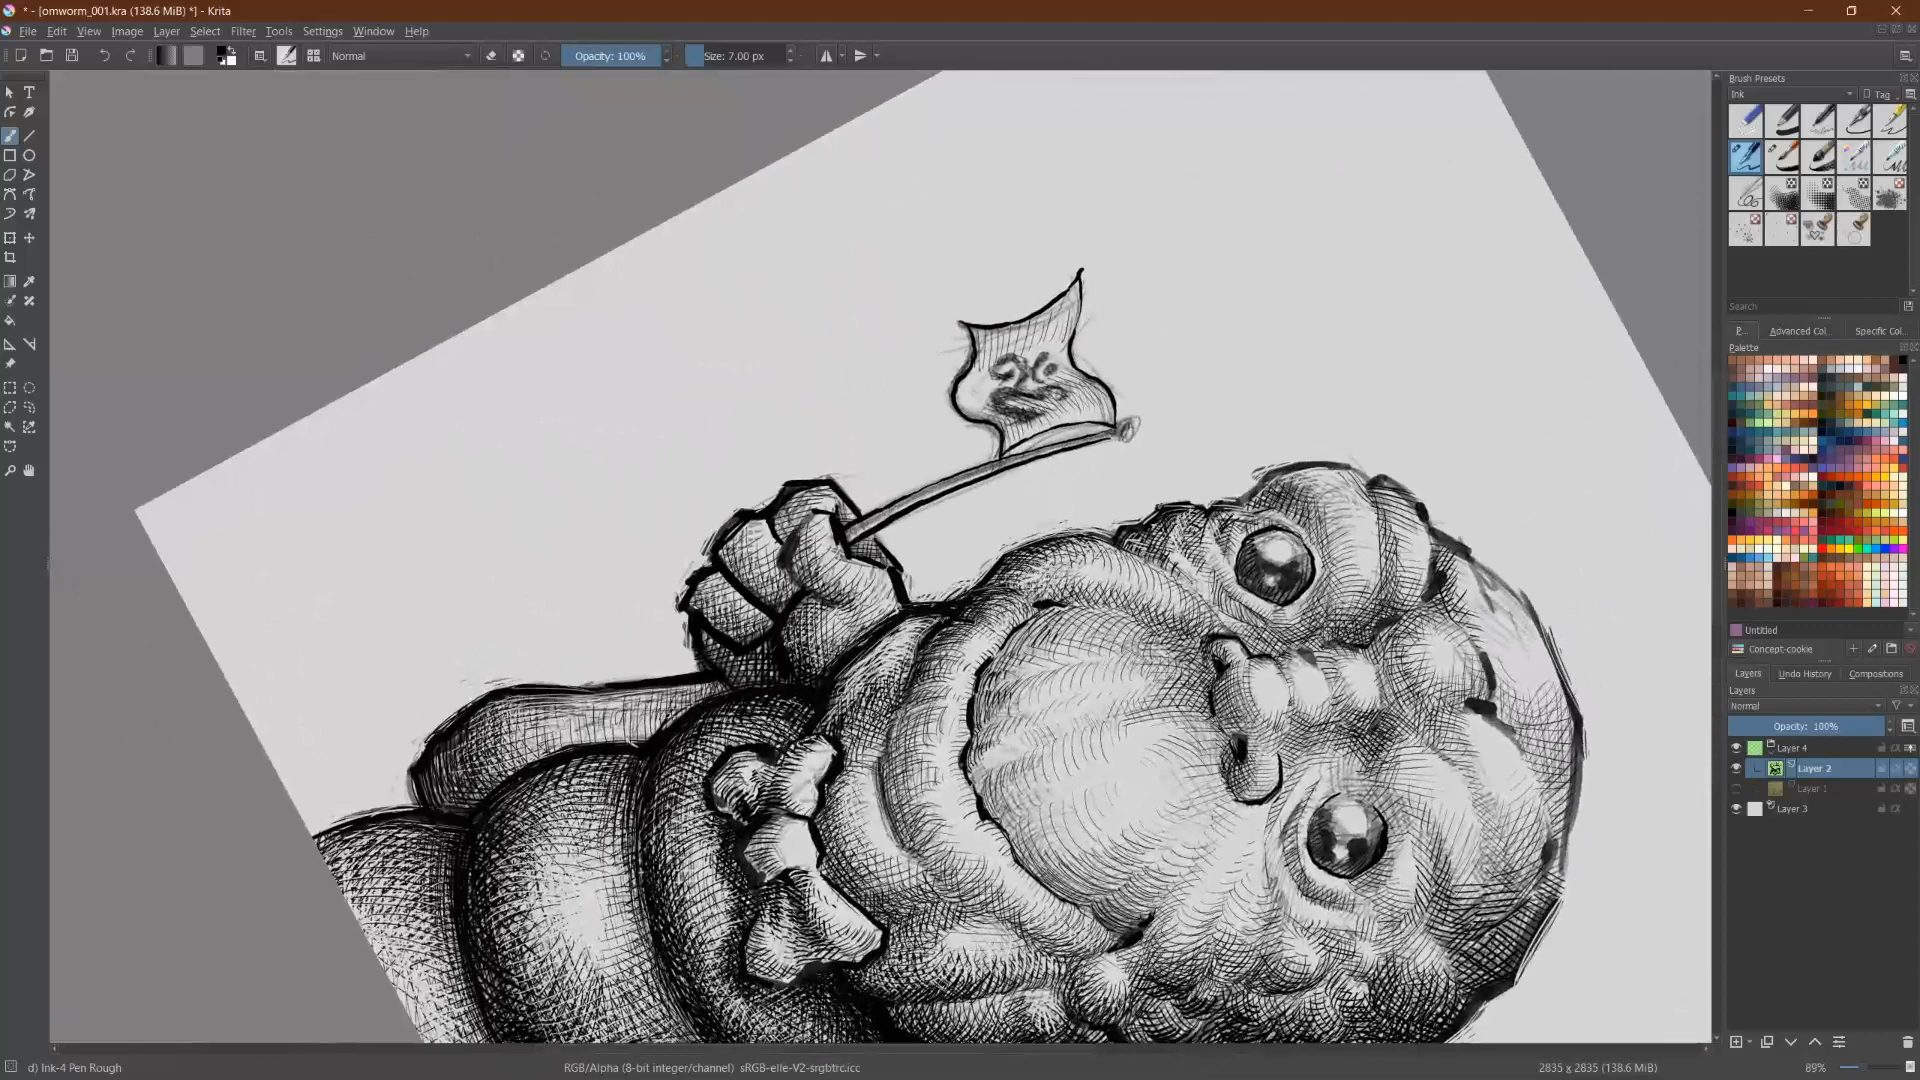 * - [omworm_001.kra (138.6 MiB) *] - Krita
File Edit View Image Layer Select Filter Tools Settings Window Help
Normal Opacity: 100% Size: 7.00 px
Brush Presets
Ink Tag
Search
P... Advanced Col... Specific Col...
Palette
Untitled
Concept-cookie
Layers Undo History Compositions
Layers
Normal
Opacity: 100%
Layer 4
Layer 2
Layer 1
Layer 3
d) Ink-4 Pen Rough RGB/Alpha (8-bit integer/channel) sRGB-elle-V2-srgbtrc.icc 2835 x 2835 (138.6 MiB) 89%